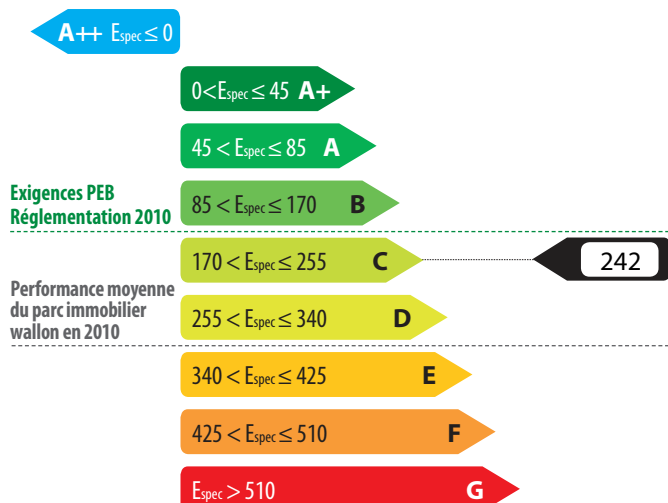 A++ Espec ≤ 0
0<Espec ≤ 45 A+
45 < Espec ≤ 85 A
Exigences PEB
Réglementation 2010
85 < Espec ≤ 170 B
170 < Espec ≤ 255 C
242
Performance moyenne
du parc immobilier
wallon en 2010
255 < Espec ≤ 340 D
340 < Espec ≤ 425 E
425 < Espec ≤ 510 F
Espec > 510 G